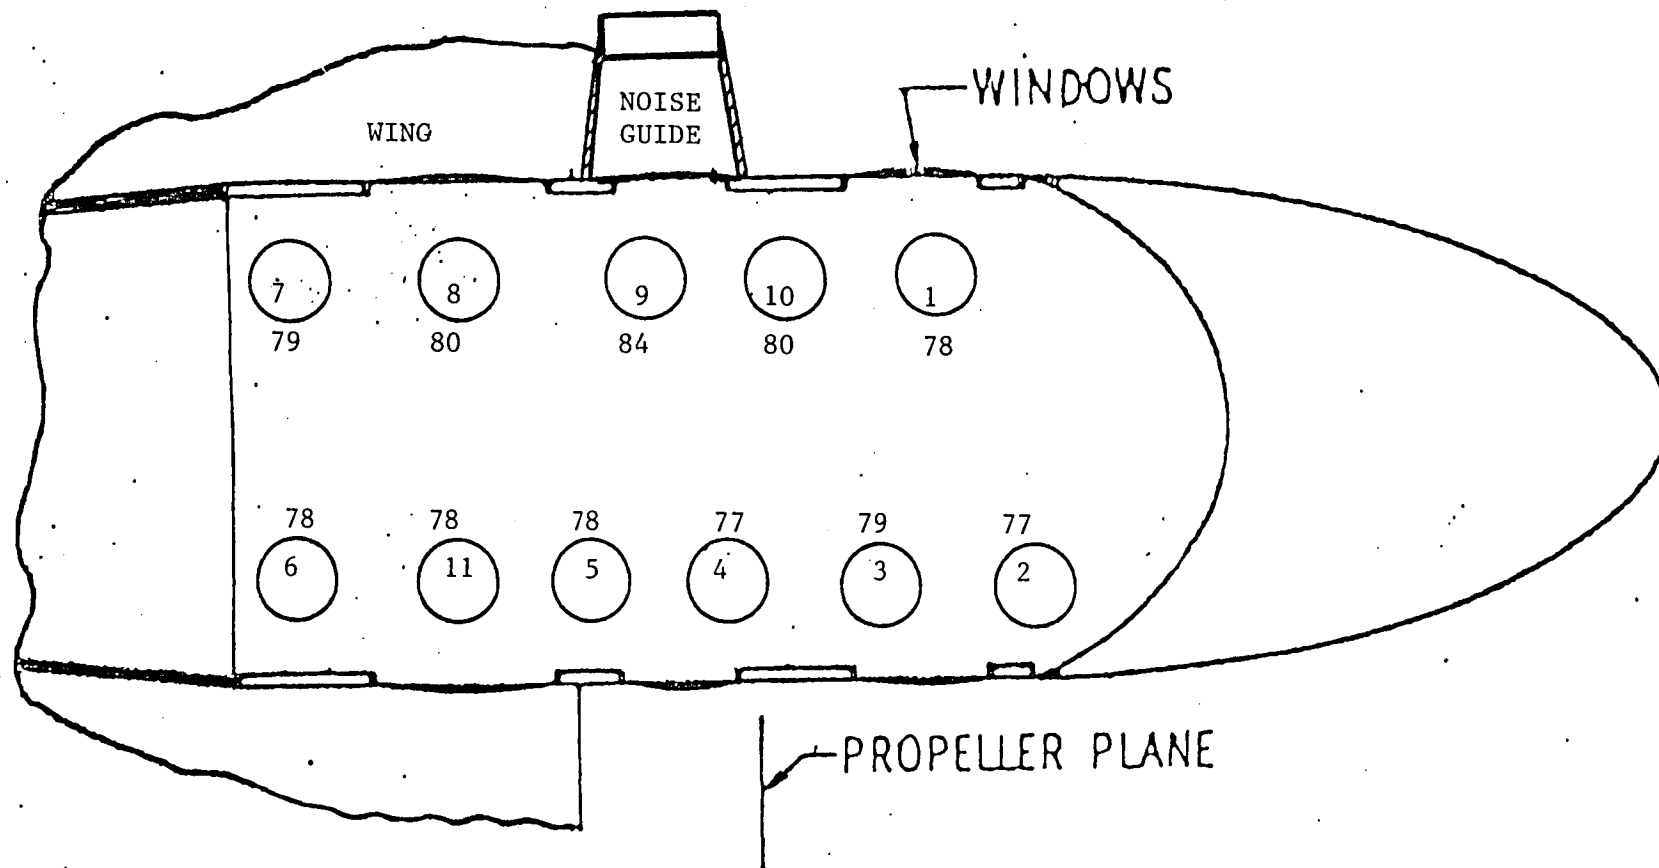 WINDOWS
NOISE
GUIDE
WING
7 8 9 10 1
79 80 84 80 78
78 78 78 77 79 77
6 11 5 4 3 2
PROPELLER PLANE